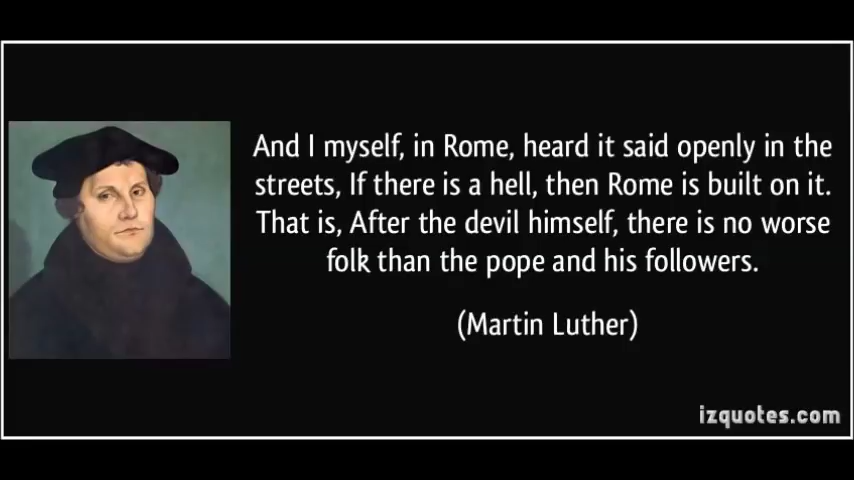 And I myself, in Rome, heard it said openly in the
streets, If there is a hell, then Rome is built on it.
That is, After the devil himself, there is no worse
folk than the pope and his followers.
(Martin Luther)
izquotes.com